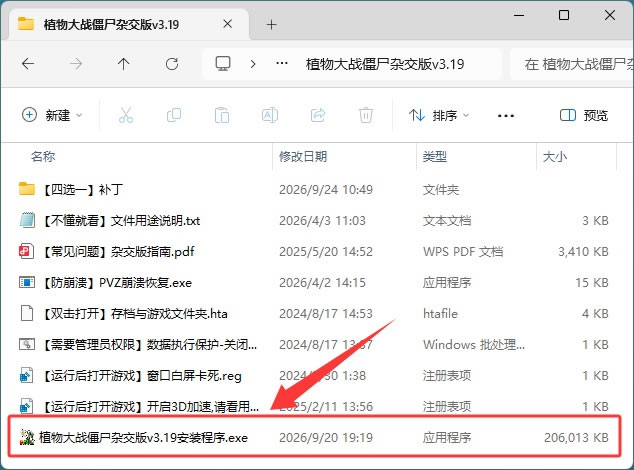 植物大战僵尸杂交版v3.19
植物大战僵尸杂交版v3.19 在 植物大战僵尸杂
新建 排序 预览
名称 修改日期 类型 大小
【四选一】补丁 2026/9/24 10:49 文件夹
【不懂就看】文件用途说明.txt 2026/4/3 11:03 文本文档 3 KB
【常见问题】杂交版指南.pdf 2025/5/20 14:52 WPS PDF 文档 3,410 KB
【防崩溃】PVZ崩溃恢复.exe 2026/4/2 14:15 应用程序 15 KB
【双击打开】存档与游戏文件夹.hta 2024/8/17 14:53 htafile 4 KB
【需要管理员权限】数据执行保护-关闭... 2024/8/17 13:37 Windows 批处理... 1 KB
【运行后打开游戏】窗口白屏卡死.reg 1:38 注册表项 1 KB
【运行后打开游戏】开启3D加速,请看用... 2025/2/11 13:56 注册表项 1 KB
植物大战僵尸杂交版v3.19安装程序.exe 2026/9/20 19:19 应用程序 206,013 KB